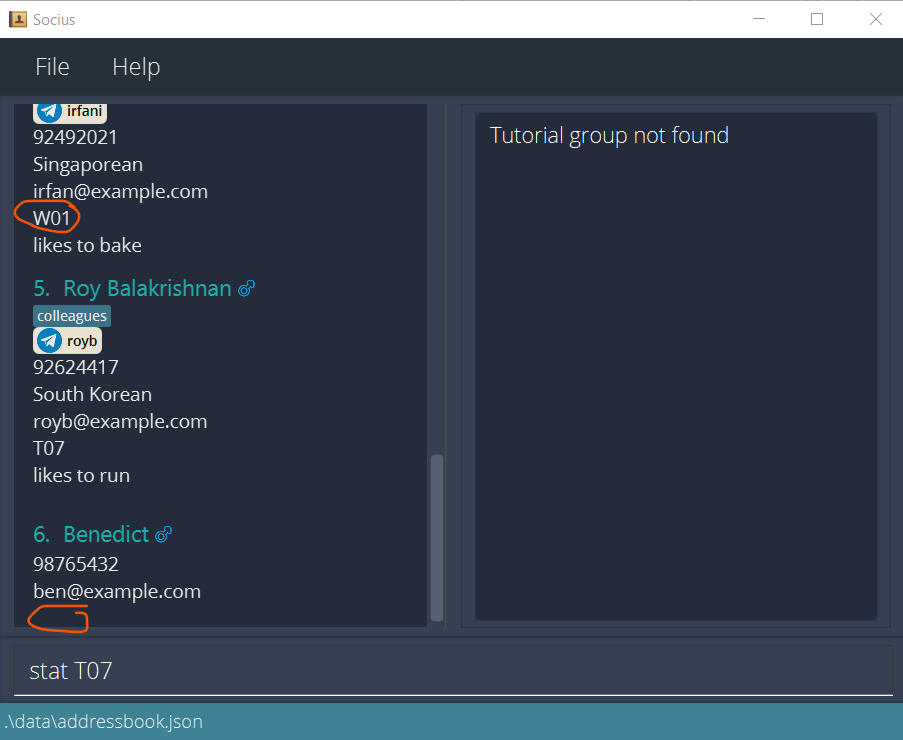 Socius
File Help
irfani
92492021
Singaporean
irfan@example.com
W01
likes to bake
5. Roy Balakrishnan
colleagues
royb
92624417
South Korean
royb@example.com
T07
likes to run
6. Benedict
98765432
ben@example.com
Tutorial group not found
stat T07
.\data\addressbook.json